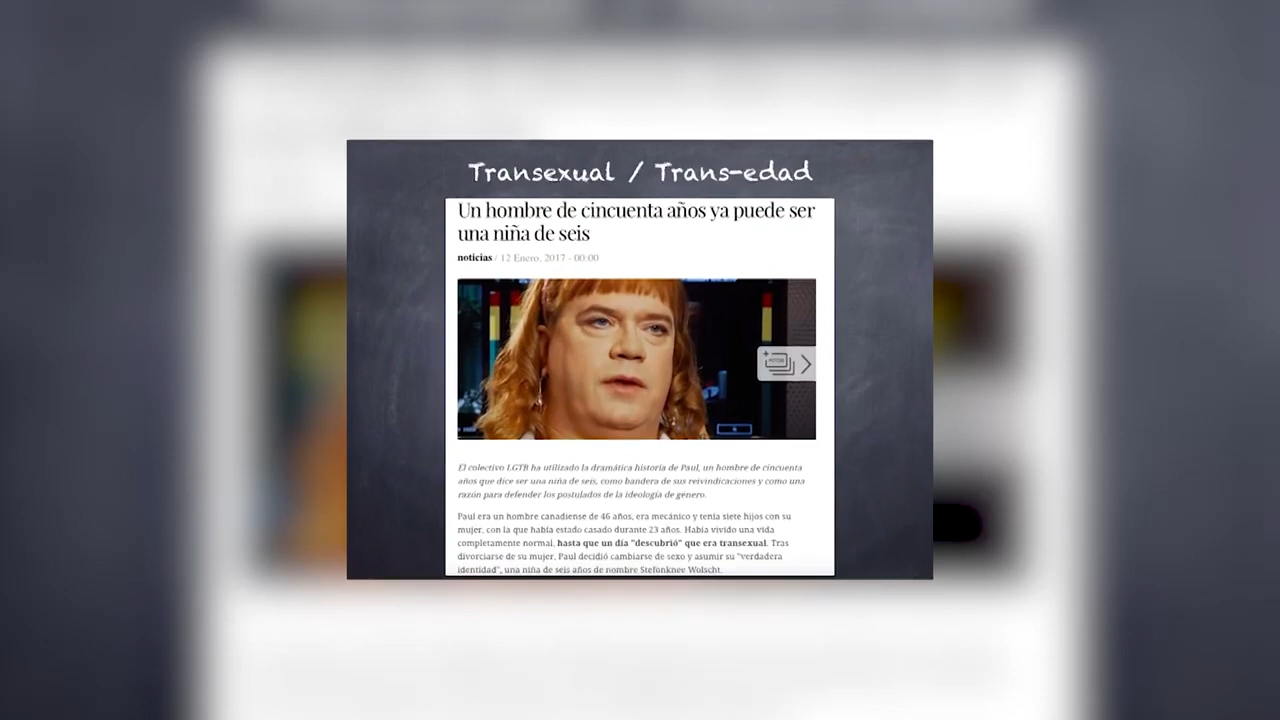 Transexual / Trans-edad
Un hombre de cincuenta años ya puede ser
una niña de seis
noticias / 12 Enero, 2017 - 00:00
El colectivo LGTB ha utilizado la dramática historia de Paul, un hombre de cincuenta
años que dice ser una niña de seis, como bandera de sus reivindicaciones y como una
razón para defender los postulados de la ideología de género.
Paul era un hombre canadiense de 46 años, era mecánico y tenía siete hijos con su
mujer, con la que había estado casado durante 23 años. Había vivido una vida
completamente normal, hasta que un día "descubrió" que era transexual. Tras
divorciarse de su mujer, Paul decidió cambiarse de sexo y asumir su "verdadera
identidad", una niña de seis años de nombre Stefonknee Wolscht.